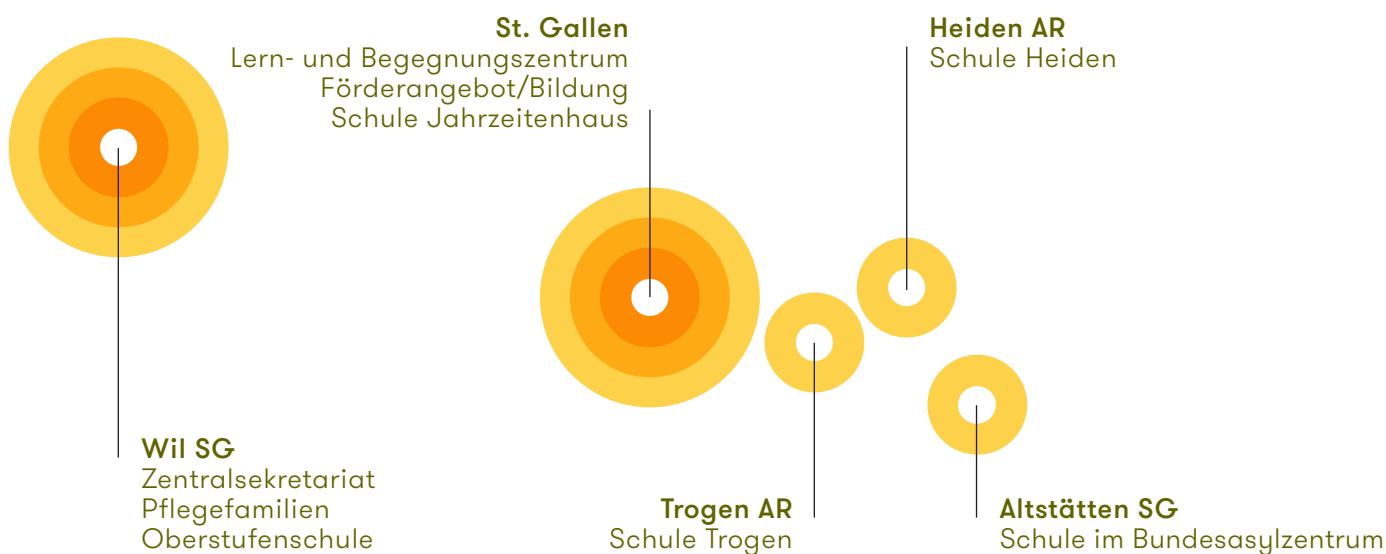 St. Gallen
Lern- und Begegnungszentrum
Förderangebot/Bildung
Schule Jahrzeitenhaus
Heiden AR
Schule Heiden
Wil SG
Zentralsekretariat
Pflegefamilien
Oberstufenschule
Trogen AR
Schule Trogen
Altstätten SG
Schule im Bundesasylzentrum